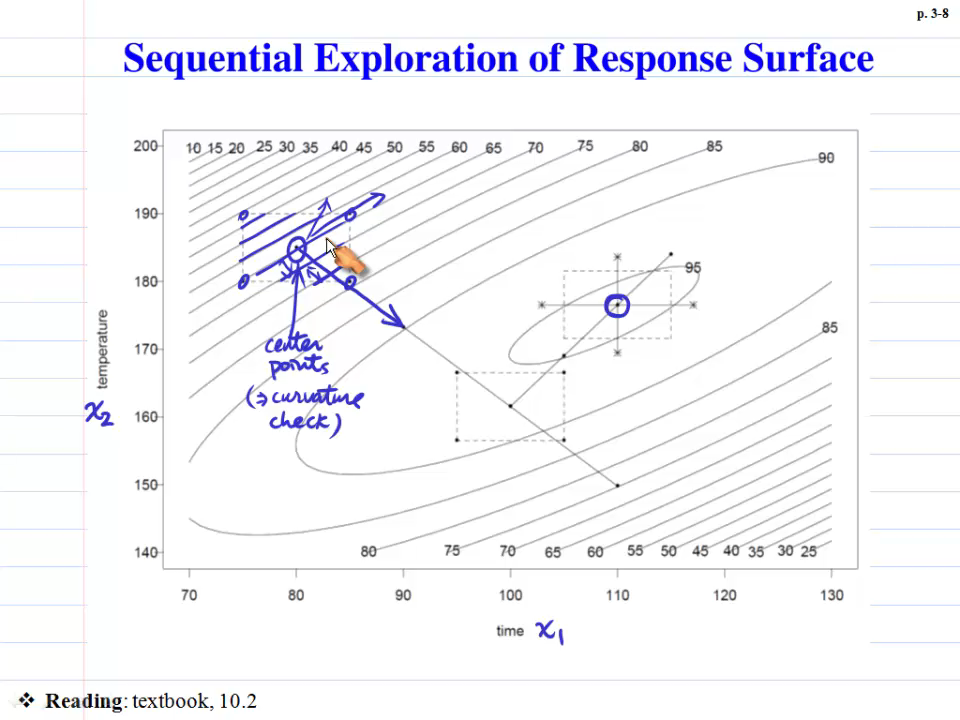 p. 3-8
Sequential Exploration of Response Surface
200 10 15 20 25 30 35 40 45 50 55 60 65 70 75 80 85 90
190
180 95
170 85
160
150
140 80 75 70 65 60 55 50 45 40 35 30 25
temperature
x2
center
points
(⇒ curvature
check)
70 80 90 100 110 120 130
time x1
❖ Reading: textbook, 10.2